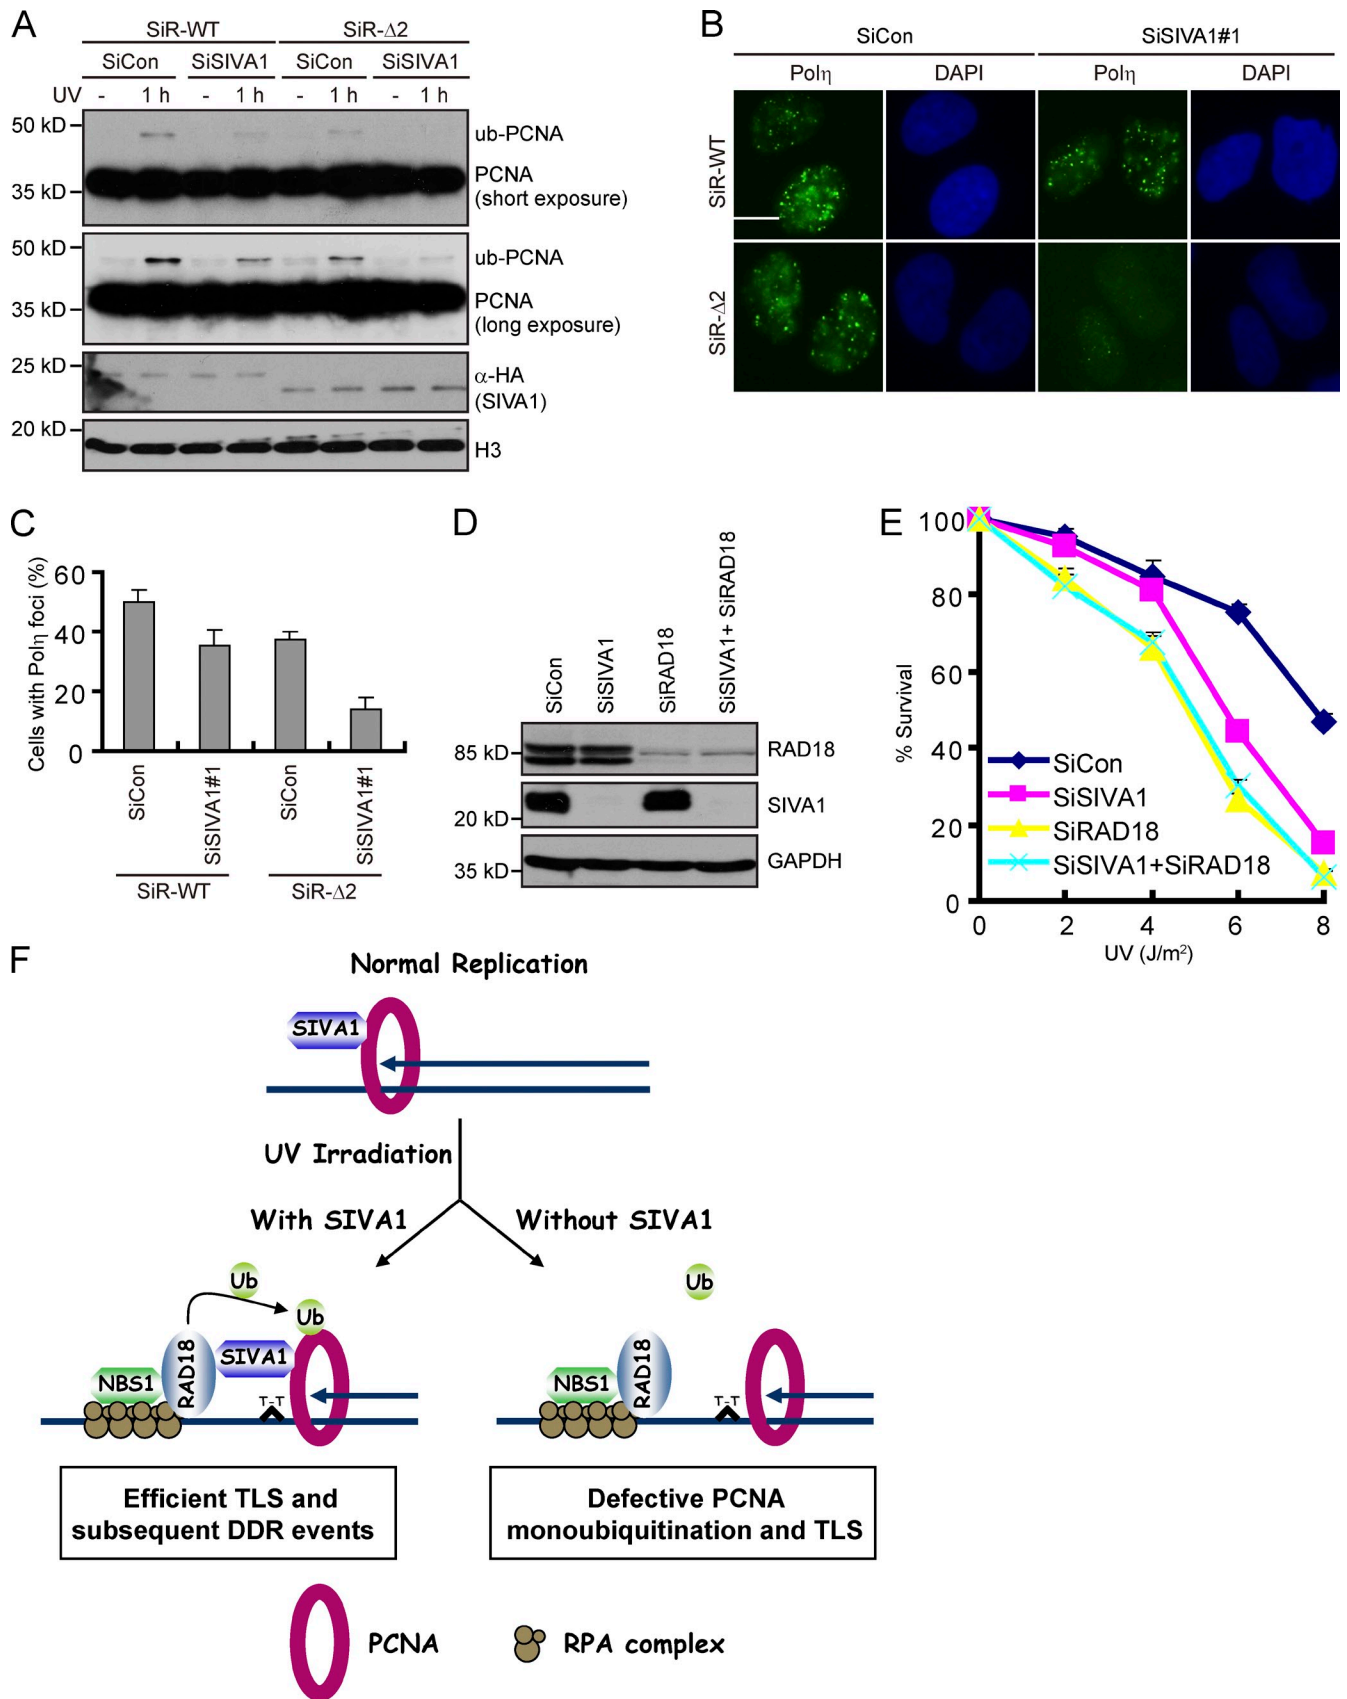 A
SiR-WT SiR-Δ2
SiCon SiSIVA1 SiCon SiSIVA1
UV - 1 h - 1 h - 1 h - 1 h
50 kD
ub-PCNA
35 kD
PCNA
(short exposure)
50 kD
ub-PCNA
35 kD
PCNA
(long exposure)
25 kD
α-HA
(SIVA1)
20 kD
H3
B
SiCon SiSIVA1#1
Polη DAPI Polη DAPI
SiR-WT
SiR-Δ2
C
Cells with Polη foci (%)
60
40
20
0
SiCon
SiSIVA1#1
SiCon
SiSIVA1#1
SiR-WT SiR-Δ2
D
SiCon
SiSIVA1
SiRAD18
SiSIVA1+ SiRAD18
85 kD RAD18
20 kD SIVA1
35 kD GAPDH
E
% Survival
100
80
60
40
20
0
SiCon
SiSIVA1
SiRAD18
SiSIVA1+SiRAD18
0 2 4 6 8
UV (J/m²)
F
Normal Replication
SIVA1
UV Irradiation
With SIVA1 Without SIVA1
Ub
Ub
RAD18
SIVA1
NBS1
T-T
Ub
RAD18
NBS1
T-T
Efficient TLS and
subsequent DDR events
Defective PCNA
monoubiquitination and TLS
PCNA RPA complex